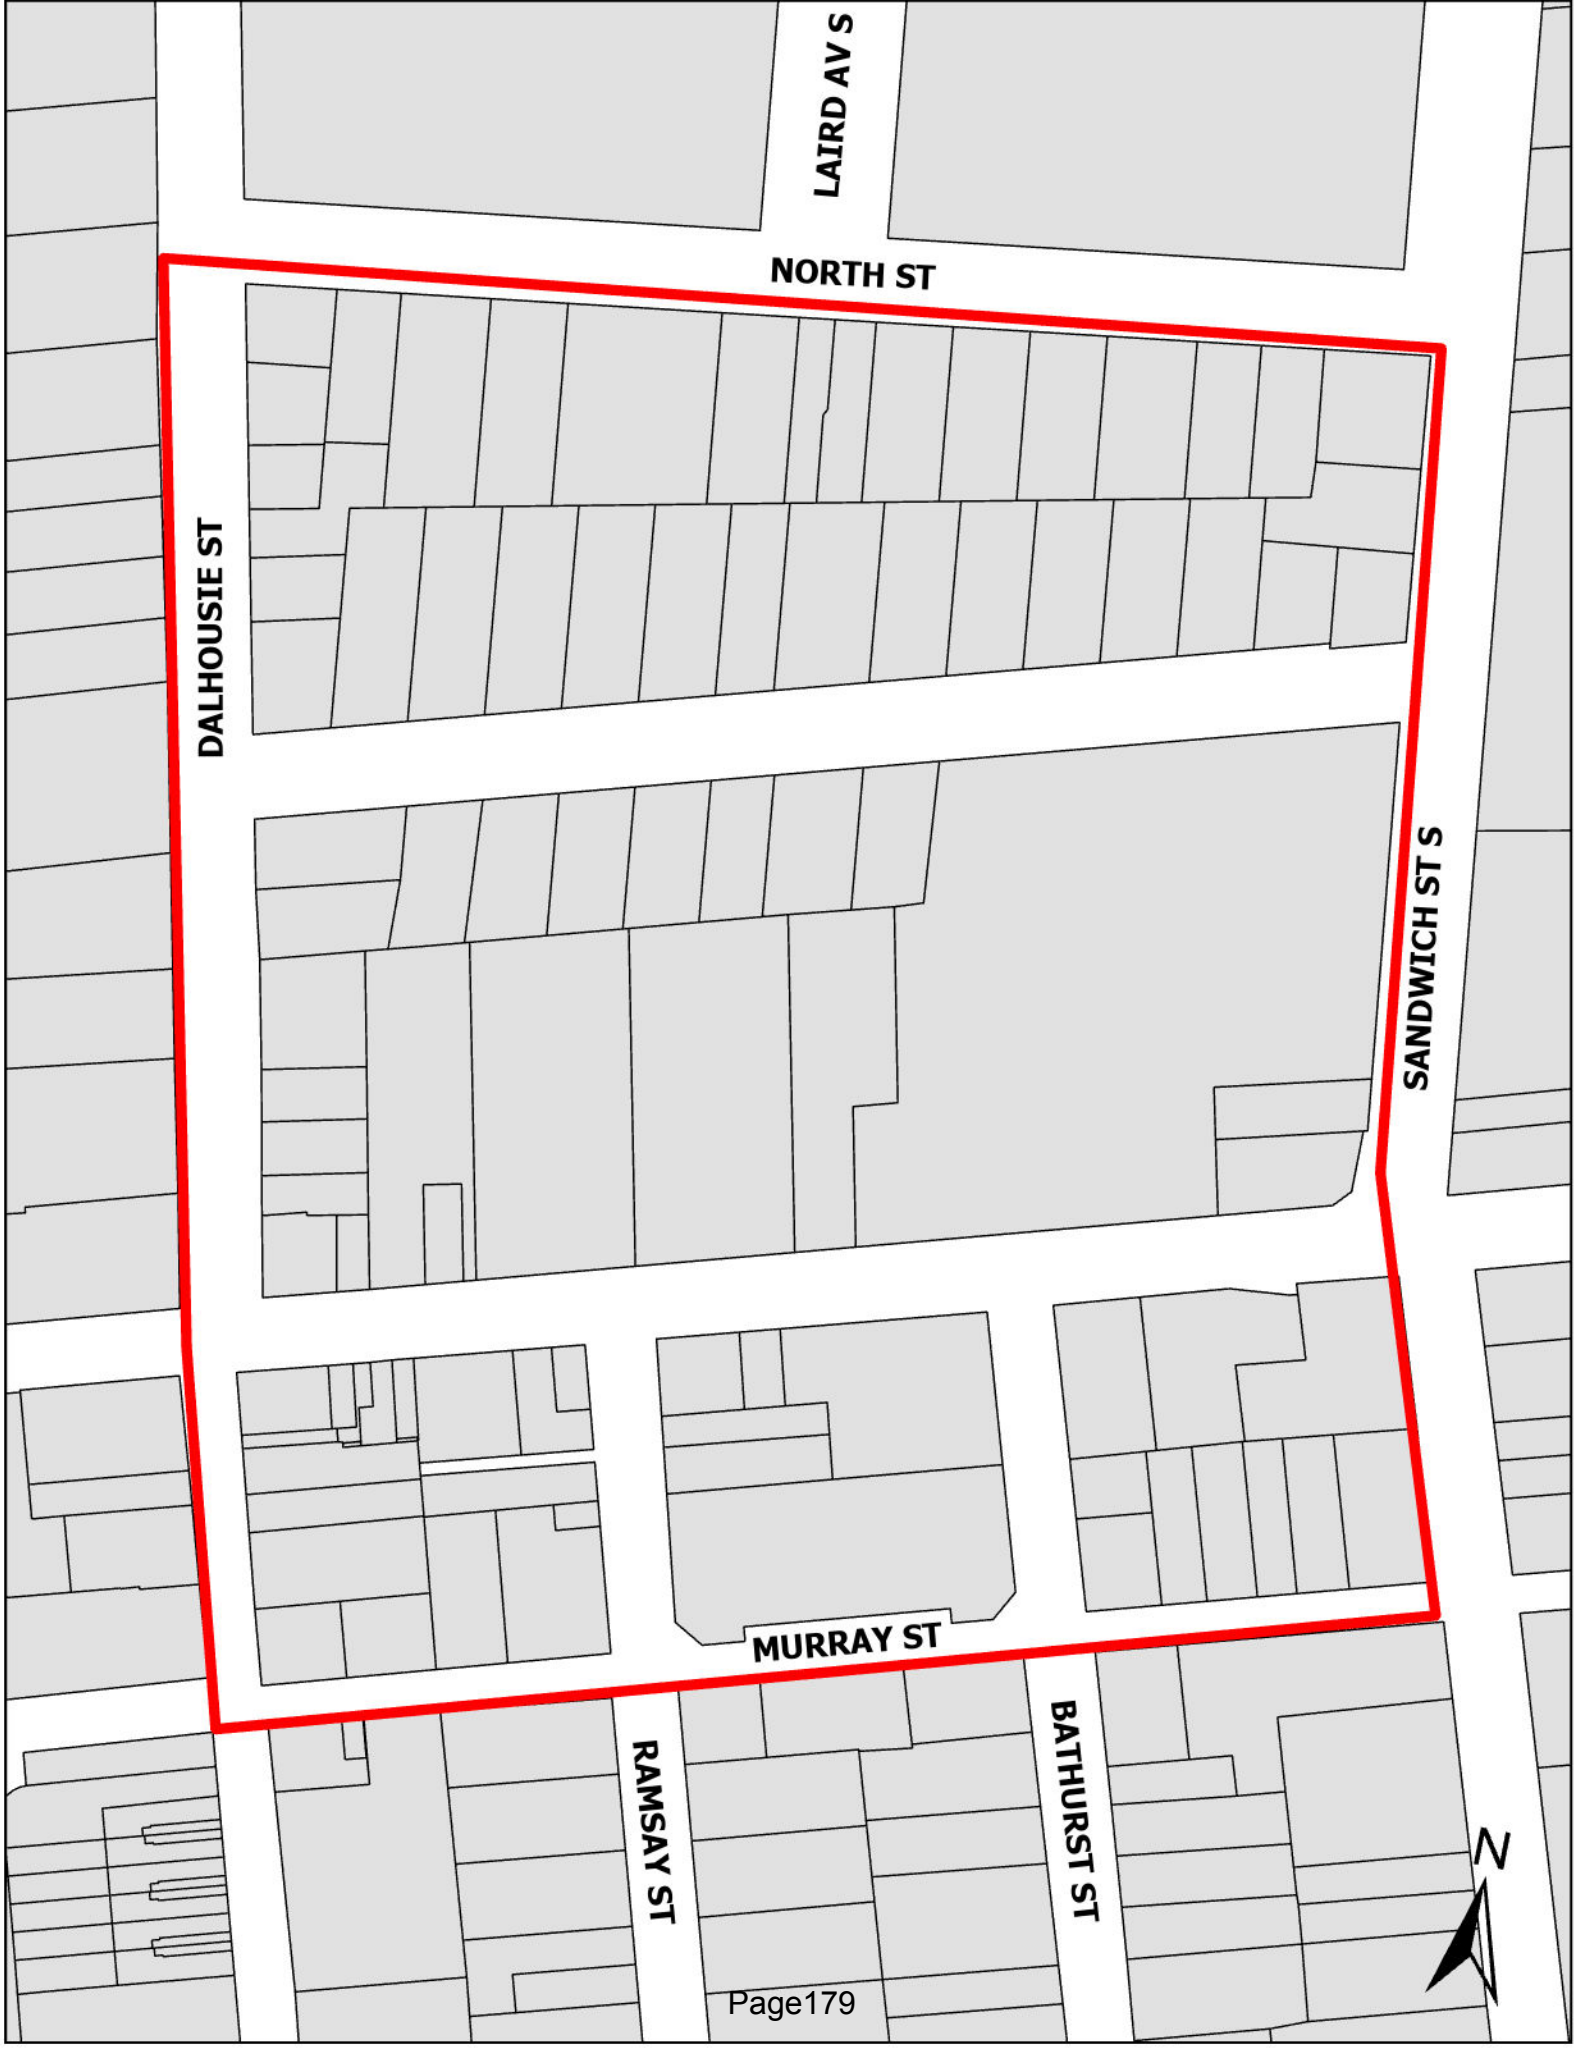 LAIRD AV S
NORTH ST
DALHOUSIE ST
SANDWICH ST S
MURRAY ST
RAMSAY ST
BATHURST ST
N
Page179